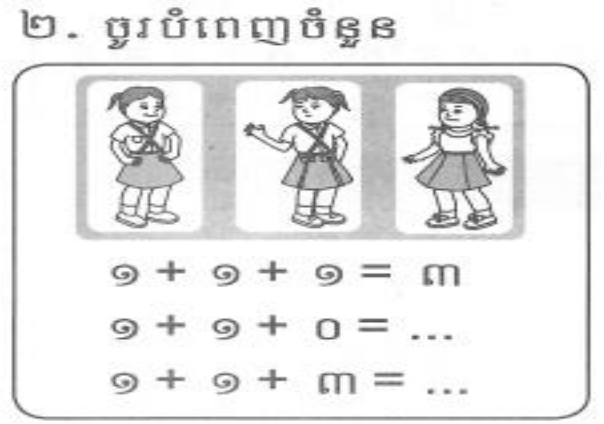 ២. ចូរបំពេញចំនួន
១ + ១ + ១ = ៣
១ + ១ + ០ = ...
១ + ១ + ៣ = ...